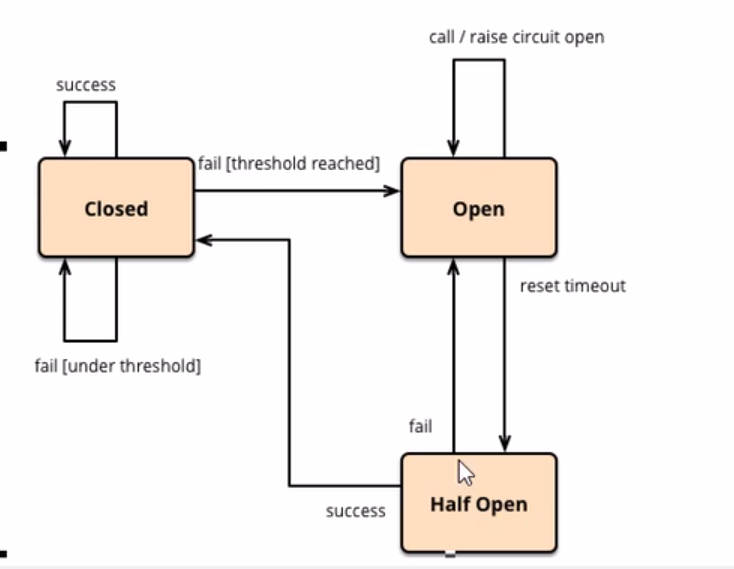 call / raise circuit open
success
fail [threshold reached]
Closed
Open
reset timeout
fail [under threshold]
fail
Half Open
success